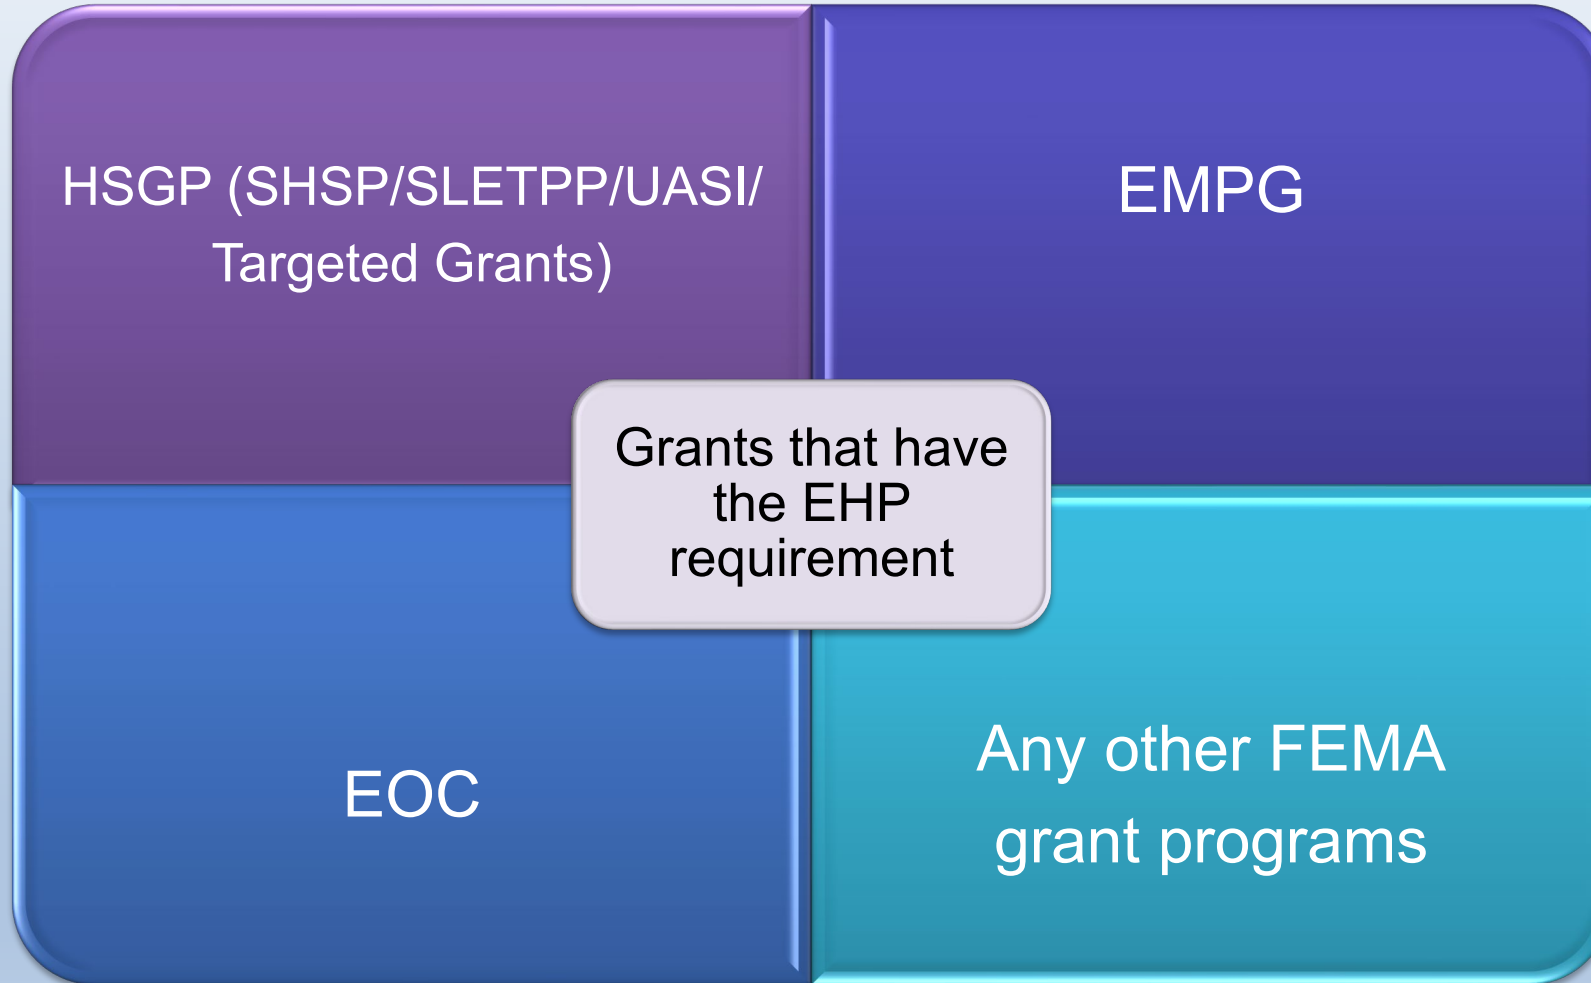 HSGP (SHSP/SLETPP/UASI/
Targeted Grants)
EMPG
Grants that have
the EHP
requirement
EOC
Any other FEMA
grant programs